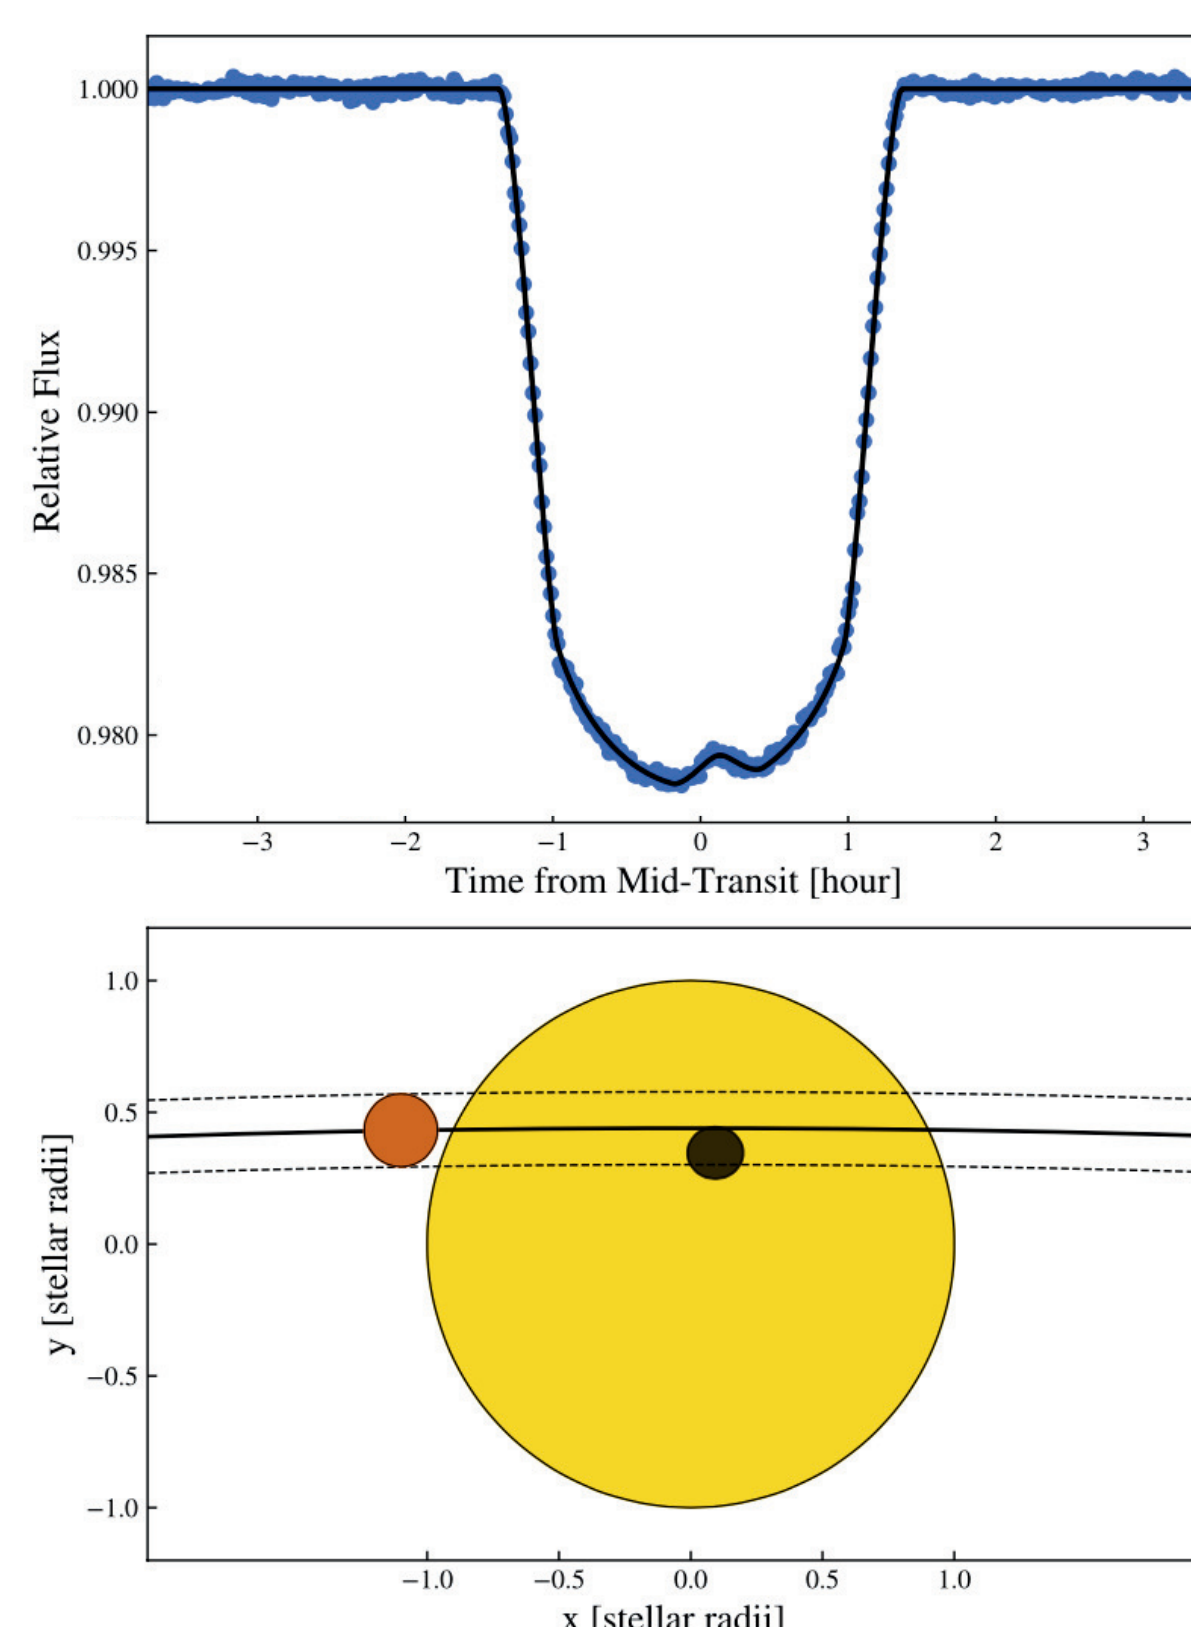 1.000
0.995
0.990
0.985
0.980
Relative Flux
−3 −2 −1 0 1 2 3
Time from Mid-Transit [hour]
1.0
0.5
0.0
−0.5
−1.0
y [stellar radii]
−1.0 −0.5 0.0 0.5 1.0
x [stellar radii]